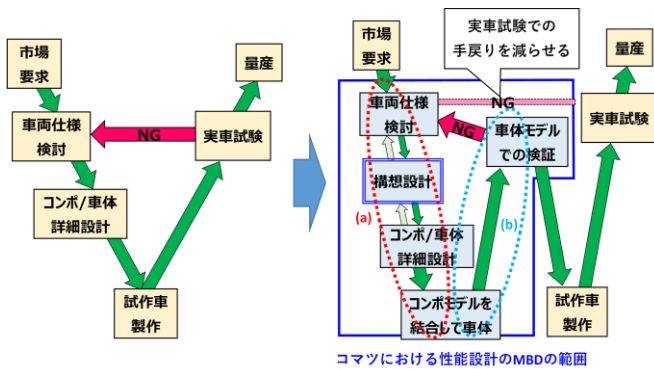 市場
要求
量産
車両仕様
検討
NG
実車試験
コンポ/車体
詳細設計
試作車
製作
市場
要求
実車試験での
手戻りを減らせる
量産
車両仕様
検討
NG
NG
車体モデル
での検証
実車試験
構想設計
(a)
(b)
コンポ/車体
詳細設計
コンポモデルを
結合して車体
試作車
製作
コマツにおける性能設計のMBDの範囲